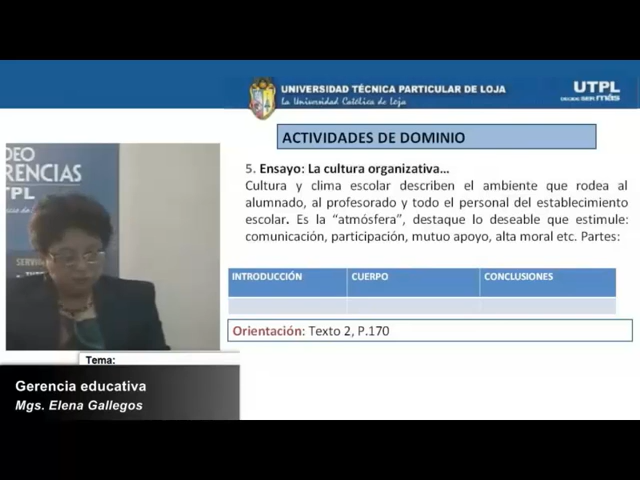 UNIVERSIDAD TÉCNICA PARTICULAR DE LOJA
La Universidad Católica de Loja
UTPL
ACTIVIDADES DE DOMINIO
5. Ensayo: La cultura organizativa...
Cultura y clima escolar describen el ambiente que rodea al
alumnado, al profesorado y todo el personal del establecimiento
escolar. Es la “atmósfera”, destaque lo deseable que estimule:
comunicación, participación, mutuo apoyo, alta moral etc. Partes:
INTRODUCCIÓN
CUERPO
CONCLUSIONES
Orientación: Texto 2, P.170
Tema:
Gerencia educativa
Mgs. Elena Gallegos